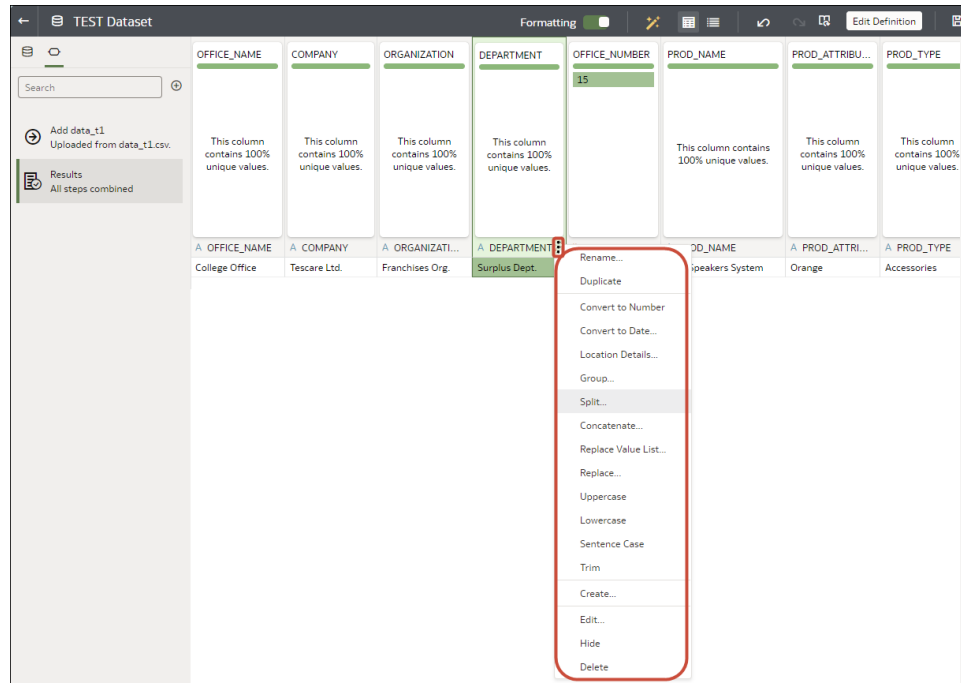 TEST Dataset
Formatting
Edit Definition
Search
Add data_t1
Uploaded from data_t1.csv.
Results
All steps combined
OFFICE_NAME
COMPANY
ORGANIZATION
DEPARTMENT
OFFICE_NUMBER
PROD_NAME
PROD_ATTRIBU...
PROD_TYPE
This column
contains 100%
unique values.
This column
contains 100%
unique values.
This column
contains 100%
unique values.
This column
contains 100%
unique values.
15
This column contains
100% unique values.
This column
contains 100%
unique values.
This column
contains 100%
unique values.
A OFFICE_NAME
A COMPANY
A ORGANIZATI...
A DEPARTMENT
OD_NAME
A PROD_ATTRI...
A PROD_TYPE
College Office
Tescare Ltd.
Franchises Org.
Surplus Dept.
Speakers System
Orange
Accessories
Rename...
Duplicate
Convert to Number
Convert to Date...
Location Details...
Group...
Split...
Concatenate...
Replace Value List...
Replace...
Uppercase
Lowercase
Sentence Case
Trim
Create...
Edit...
Hide
Delete